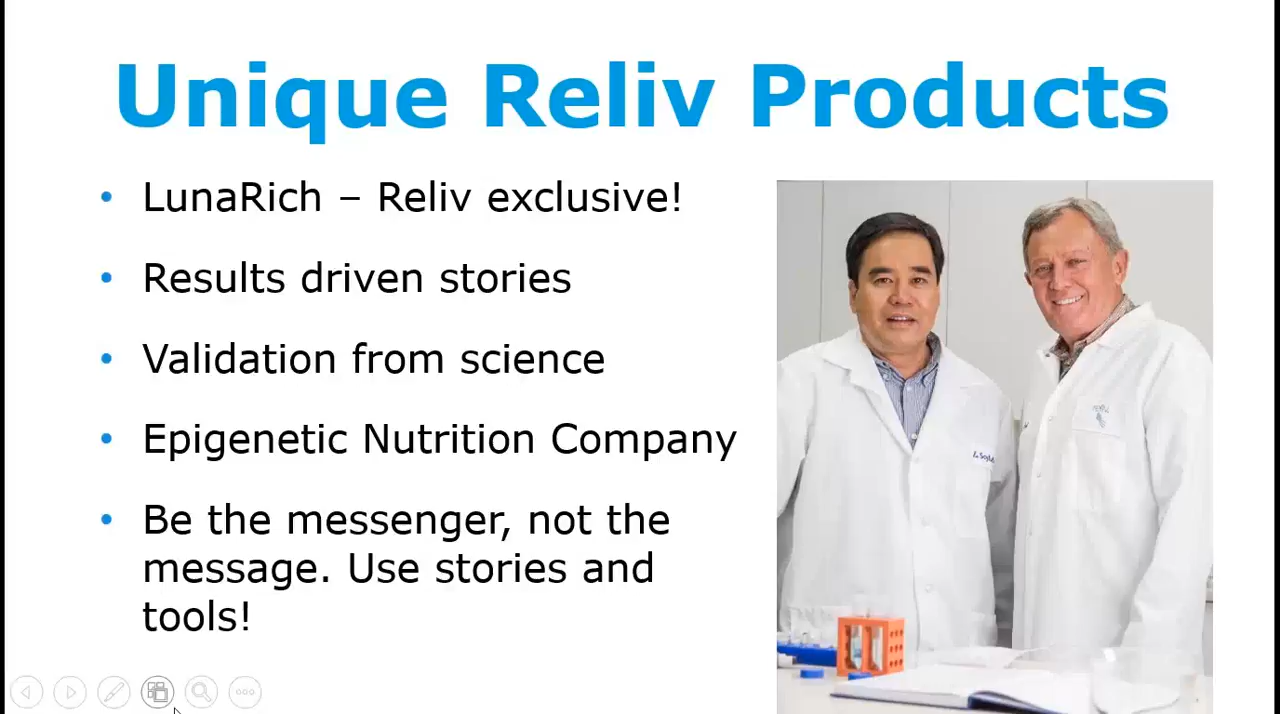 Unique Reliv Products
• LunaRich – Reliv exclusive!
• Results driven stories
• Validation from science
• Epigenetic Nutrition Company
• Be the messenger, not the
message. Use stories and
tools!